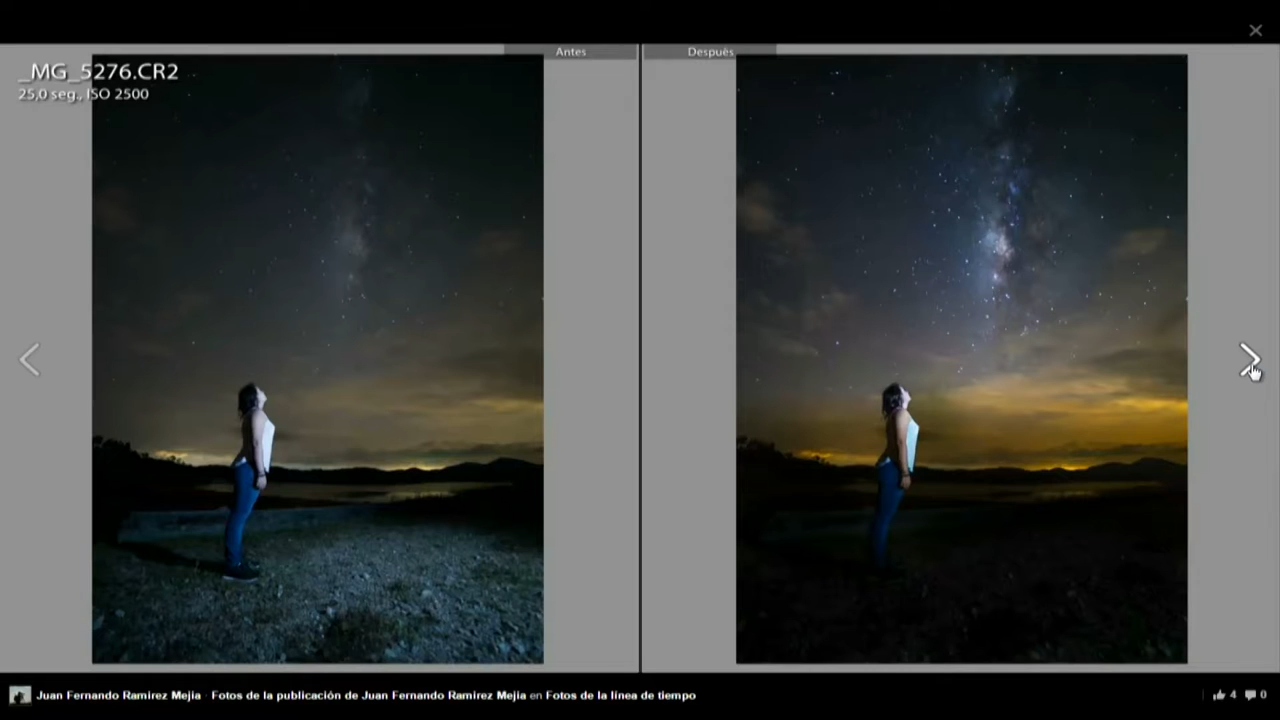 Antes
Después
_MG_5276.CR2
25,0 seg., ISO 2500
Juan Fernando Ramirez Mejia · Fotos de la publicación de Juan Fernando Ramirez Mejia en Fotos de la línea de tiempo
4
0